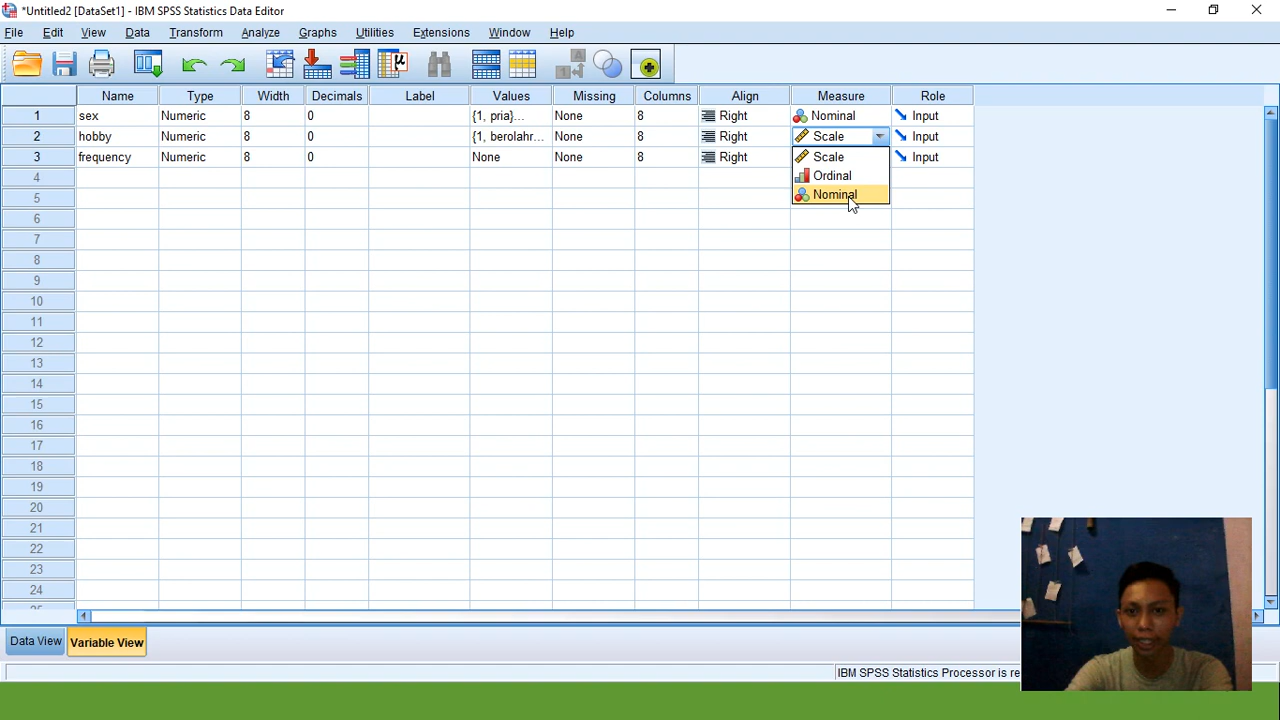 *Untitled2 [DataSet1] - IBM SPSS Statistics Data Editor
File Edit View Data Transform Analyze Graphs Utilities Extensions Window Help
Name Type Width Decimals Label Values Missing Columns Align Measure Role
1 sex Numeric 8 0 {1, pria}... None 8 Right Nominal Input
2 hobby Numeric 8 0 {1, berolahr... None 8 Right Scale Input
3 frequency Numeric 8 0 None None 8 Right Scale Input
4 Ordinal
5 Nominal
6
7
8
9
10
11
12
13
14
15
16
17
18
19
20
21
22
23
24
Data View Variable View
IBM SPSS Statistics Processor is re